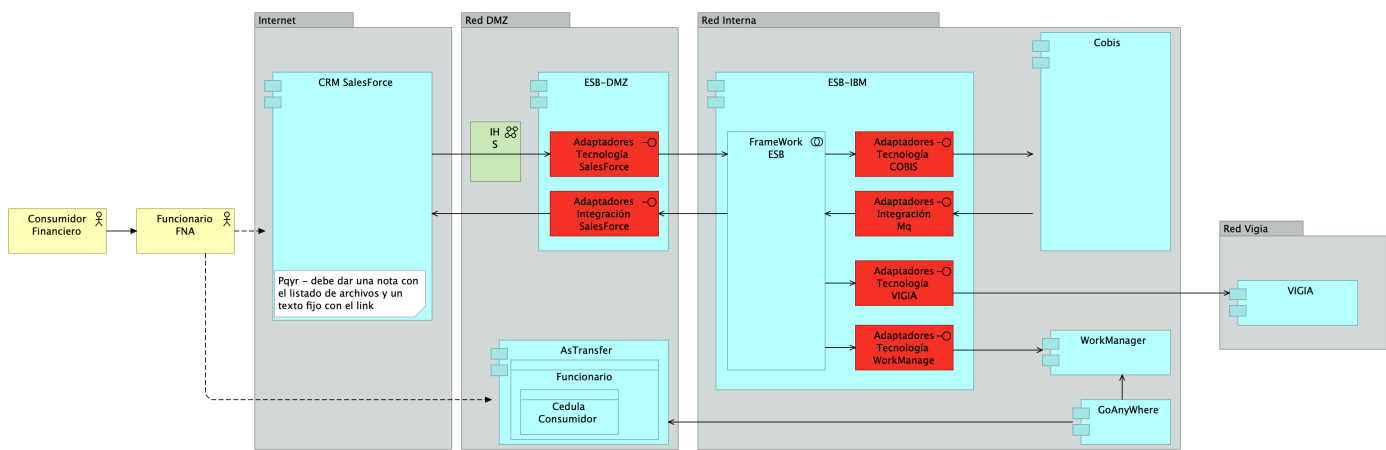 Internet
Red DMZ
Red Interna
Cobis
CRM SalesForce
ESB-DMZ
ESB-IBM
IH
S
Adaptadores
Tecnología
SalesForce
FrameWork
ESB
Adaptadores
Tecnología
COBIS
Adaptadores
Integración
SalesForce
Adaptadores
Integración
Mq
Consumidor
Financiero
Funcionario
FNA
Red Vigia
Pqyr - debe dar una nota con
el listado de archivos y un
texto fijo con el link
Adaptadores
Tecnología
VIGIA
VIGIA
Adaptadores
Tecnología
WorkManage
WorkManager
AsTransfer
Funcionario
Cedula
Consumidor
GoAnyWhere